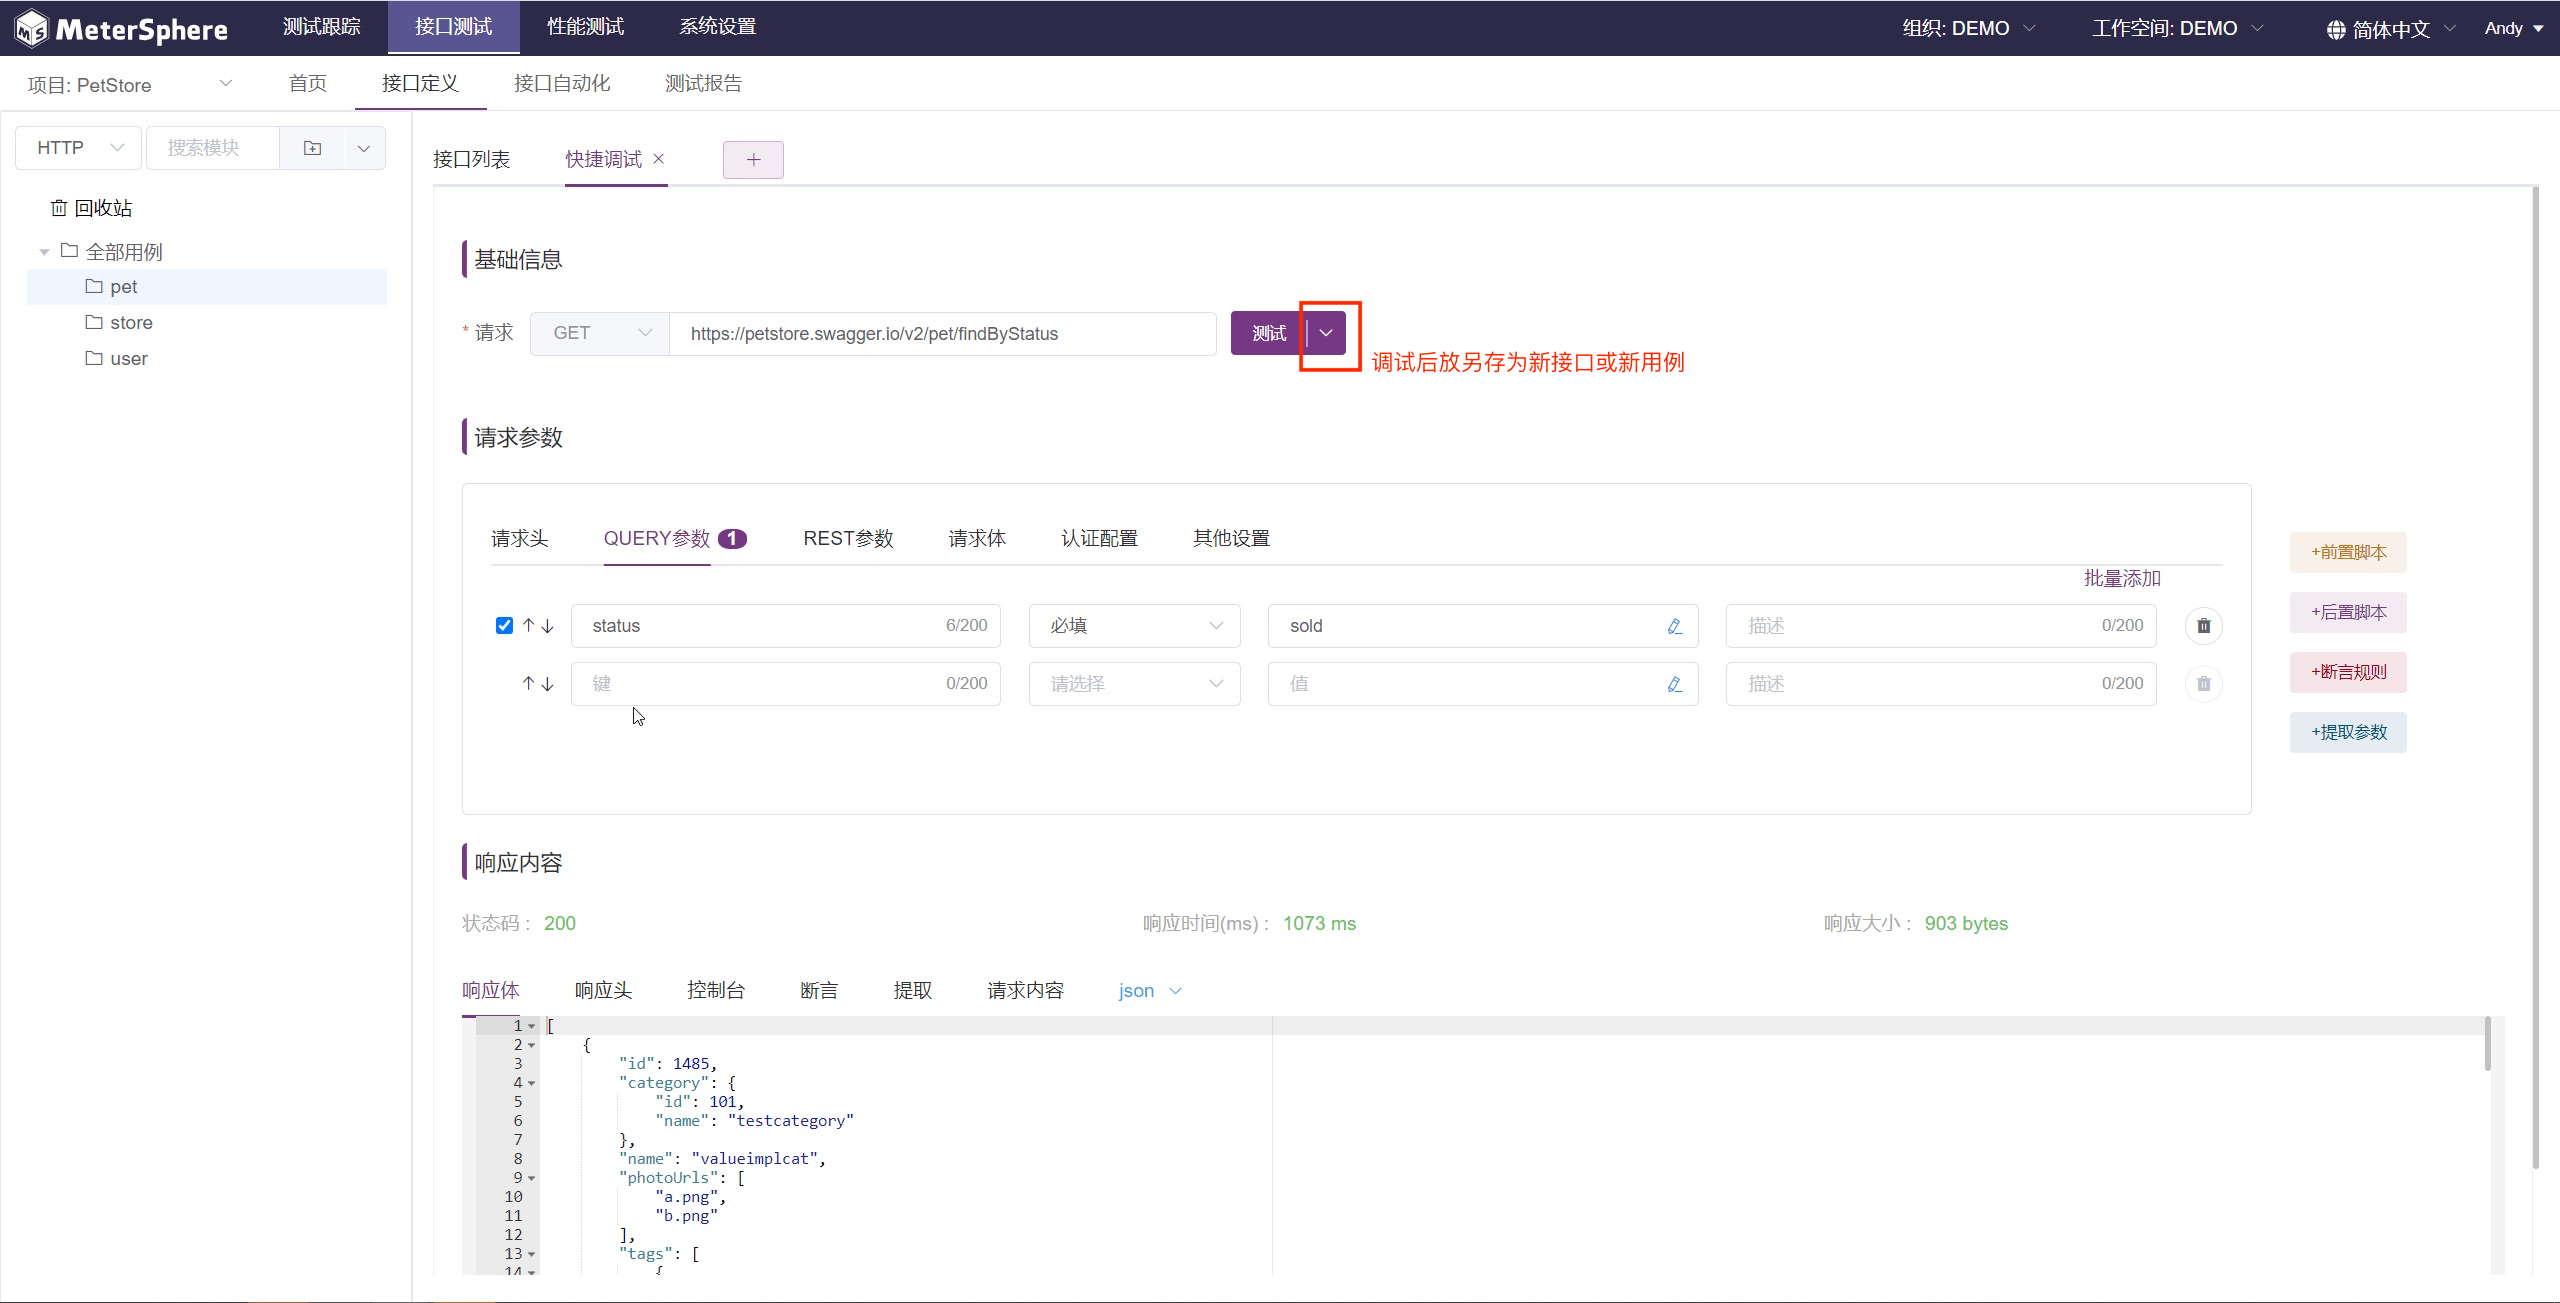 MeterSphere 测试跟踪 接口测试 性能测试 系统设置 组织: DEMO 工作空间: DEMO 简体中文 Andy
项目: PetStore 首页 接口定义 接口自动化 测试报告
HTTP 搜索模块
回收站
全部用例
pet
store
user
接口列表 快捷调试 × +
基础信息
* 请求 GET https://petstore.swagger.io/v2/pet/findByStatus 测试
调试后放另存为新接口或新用例
请求参数
请求头 QUERY参数 1 REST参数 请求体 认证配置 其他设置
批量添加
status 6/200 必填 sold 描述 0/200
键 0/200 请选择 值 描述 0/200
+前置脚本
+后置脚本
+断言规则
+提取参数
响应内容
状态码 : 200 响应时间(ms) : 1073 ms 响应大小 : 903 bytes
响应体 响应头 控制台 断言 提取 请求内容 json
1 [
2 {
3 "id": 1485,
4 "category": {
5 "id": 101,
6 "name": "testcategory"
7 },
8 "name": "valueimplcat",
9 "photoUrls": [
10 "a.png",
11 "b.png"
12 ],
13 "tags": [
14 {